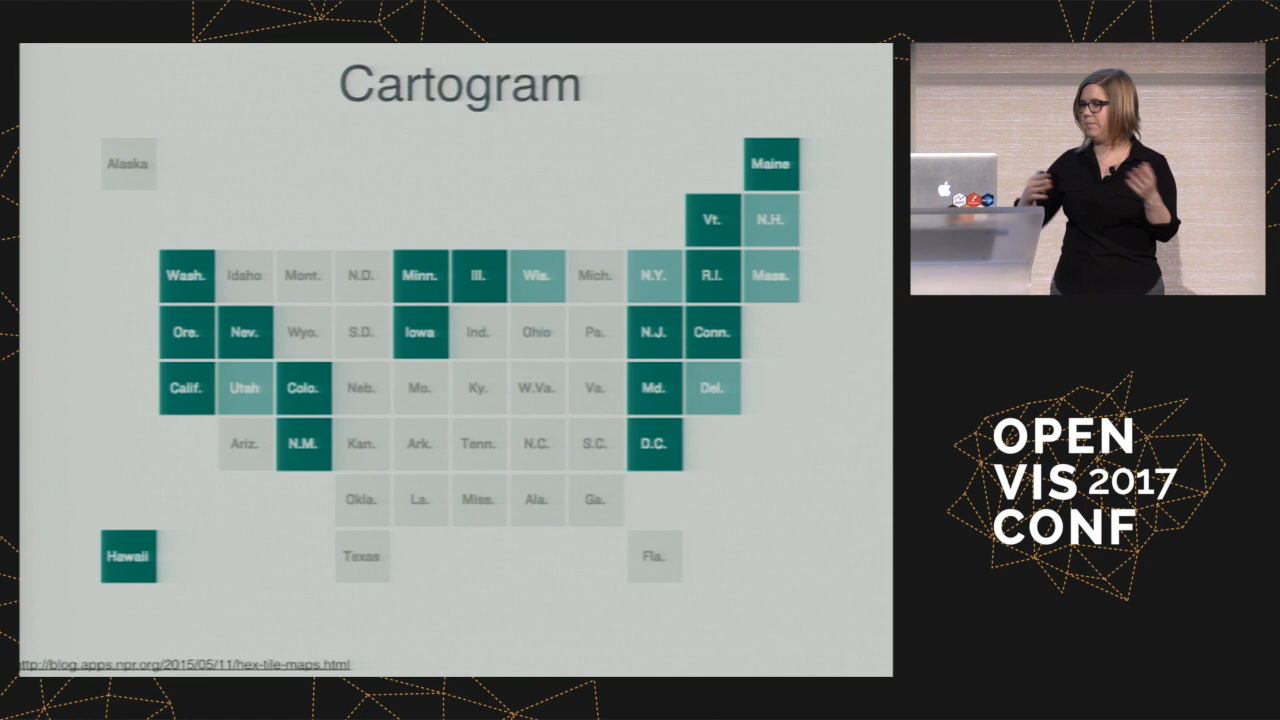 Cartogram
Alaska
Maine
Vt.
N.H.
Wash.
Idaho
Mont.
N.D.
Minn.
Ill.
Wis.
Mich.
N.Y.
R.I.
Mass.
Ore.
Nev.
Wyo.
S.D.
Iowa
Ind.
Ohio
Pa.
N.J.
Conn.
Calif.
Utah
Colo.
Neb.
Mo.
Ky.
W.Va.
Va.
Md.
Del.
Ariz.
N.M.
Kan.
Ark.
Tenn.
N.C.
S.C.
D.C.
Okla.
La.
Miss.
Ala.
Ga.
Hawaii
Texas
Fla.
ttp://blog.apps.npr.org/2015/05/11/hex-tile-maps.html
OPEN
VIS 2017
CONF